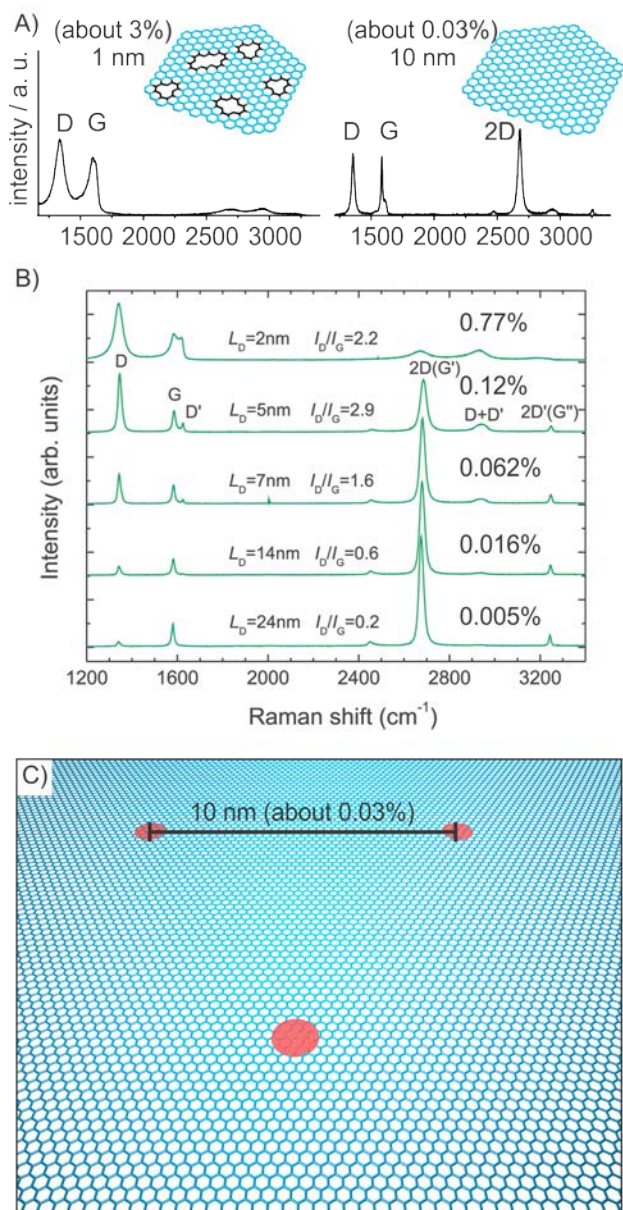 A)
(about 3%)
1 nm
(about 0.03%)
10 nm
D G
D G 2D
intensity / a. u.
1500 2000 2500 3000
1500 2000 2500 3000
B)
L_D=2nm I_D/I_G=2.2 0.77%
D 2D(G')
G D' L_D=5nm I_D/I_G=2.9 0.12%
D+D' 2D'(G'')
L_D=7nm I_D/I_G=1.6 0.062%
L_D=14nm I_D/I_G=0.6 0.016%
L_D=24nm I_D/I_G=0.2 0.005%
Intensity (arb. units)
1200 1600 2000 2400 2800 3200
Raman shift (cm⁻¹)
C)
10 nm (about 0.03%)